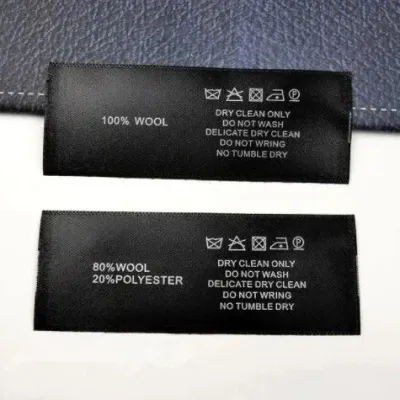 100% WOOL
DRY CLEAN ONLY
DO NOT WASH
DELICATE DRY CLEAN
DO NOT WRING
NO TUMBLE DRY
80%WOOL
20%POLYESTER
DRY CLEAN ONLY
DO NOT WASH
DELICATE DRY CLEAN
DO NOT WRING
NO TUMBLE DRY